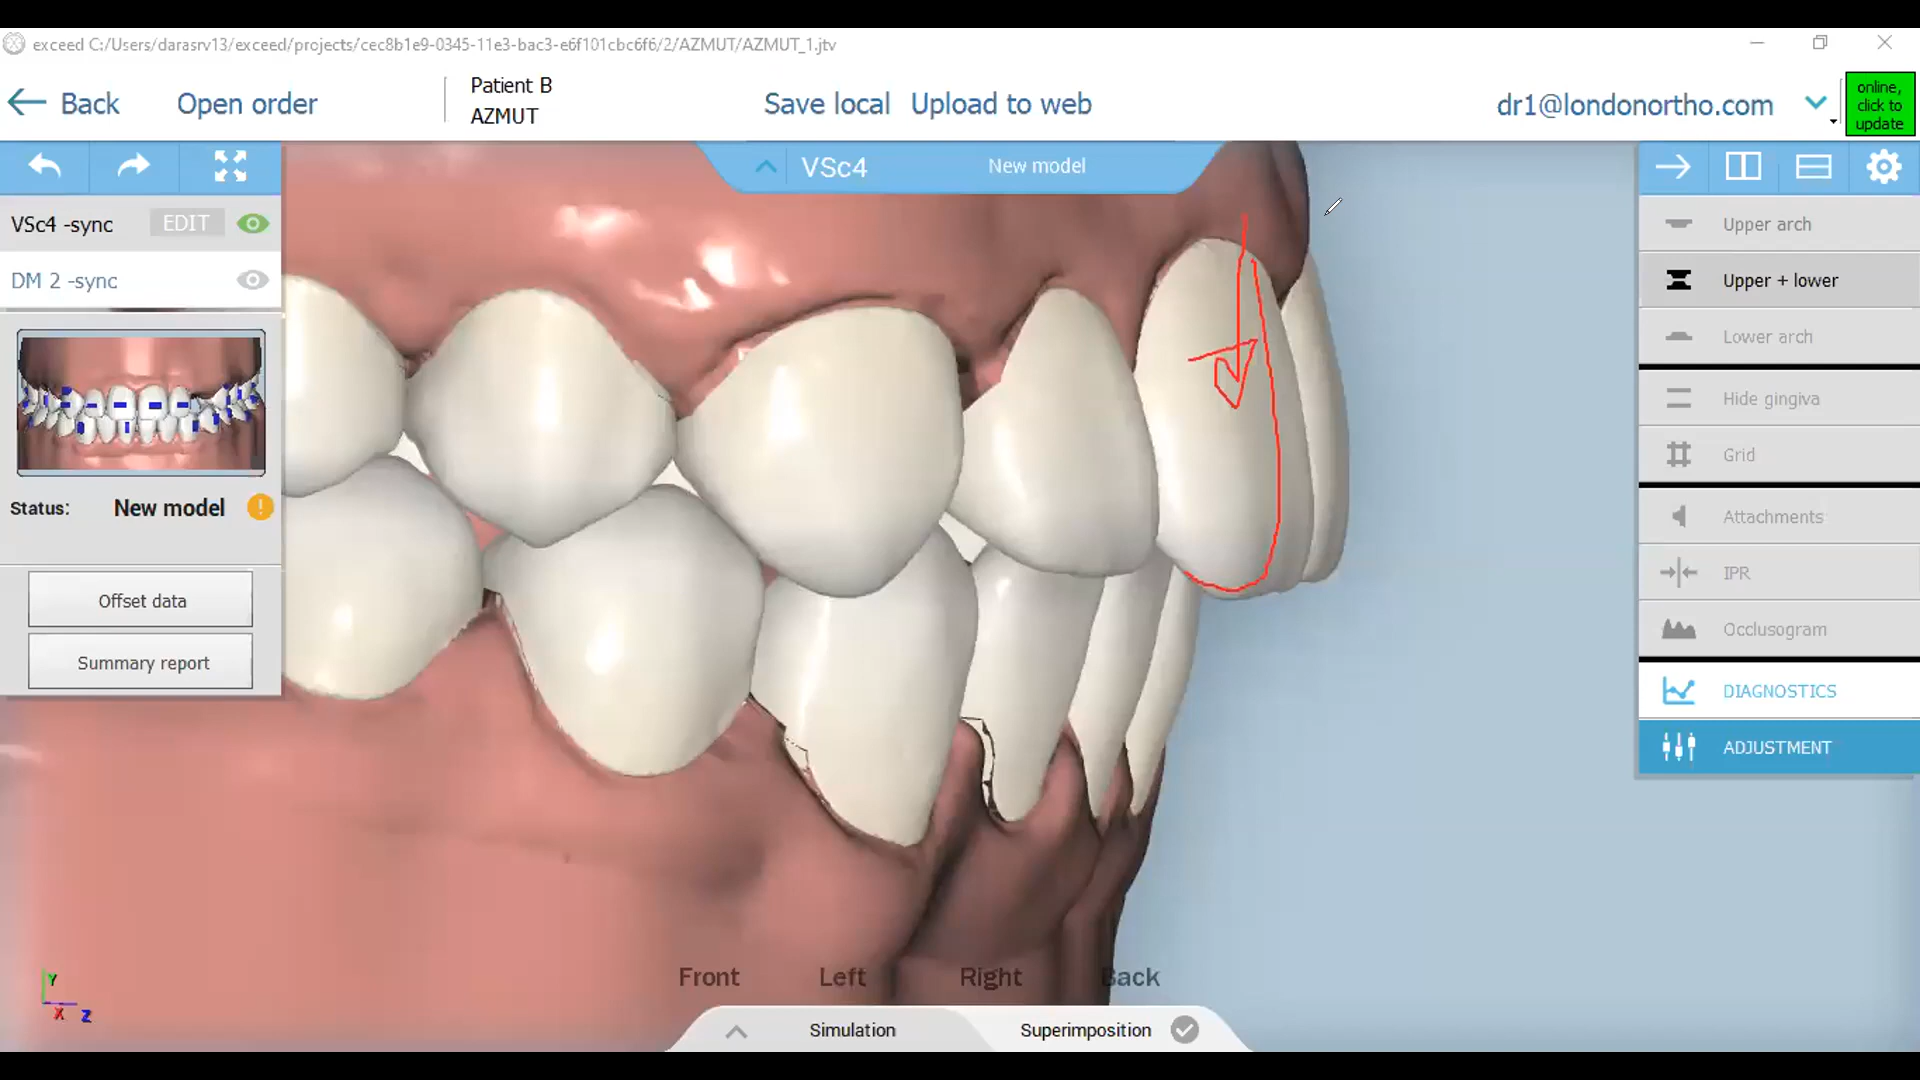 exceed C:/Users/darasrv13/exceed/projects/cec8b1e9-0345-11e3-bac3-e6f101cbc6f6/2/AZMUT/AZMUT_1.jtv
Back
Open order
Patient B
AZMUT
Save local
Upload to web
dr1@londonortho.com
online,
click to
update
VSc4
New model
VSc4 -sync
EDIT
DM 2 -sync
Status:
New model
Offset data
Summary report
Upper arch
Upper + lower
Lower arch
Hide gingiva
Grid
Attachments
IPR
Occlusogram
DIAGNOSTICS
ADJUSTMENT
Front
Left
Right
Back
Y
X
Z
Simulation
Superimposition